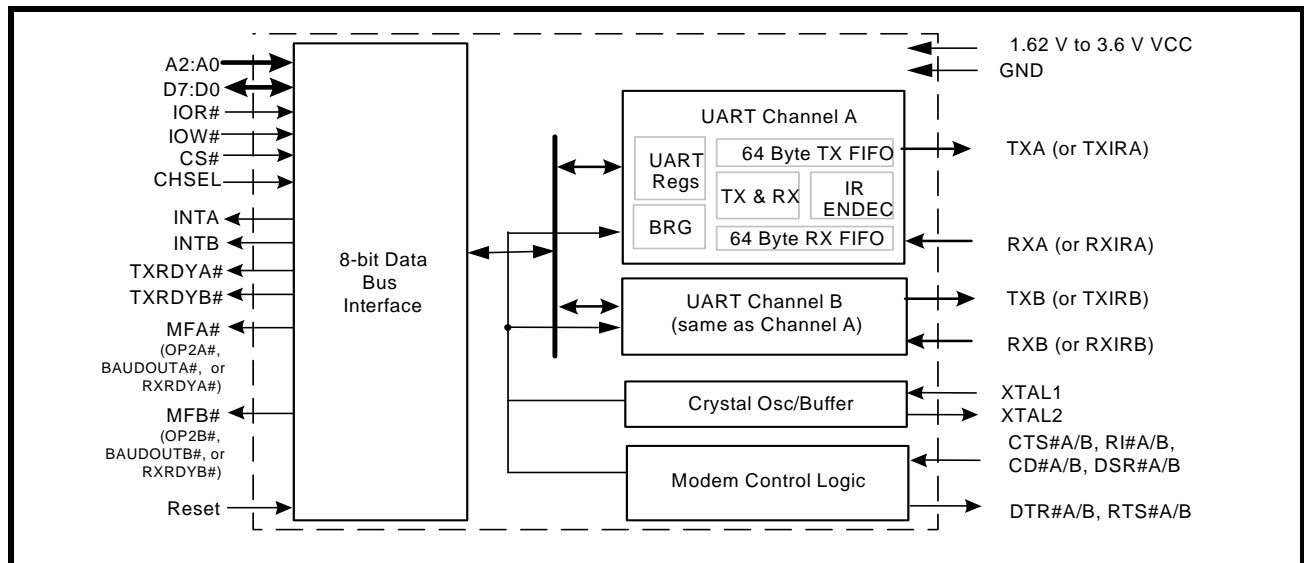 A2:A0
D7:D0
IOR#
IOW#
CS#
CHSEL
INTA
INTB
TXRDYA#
TXRDYB#
MFA#
(OP2A#,
BAUDOUTA#, or
RXRDYA#)
MFB#
(OP2B#,
BAUDOUTB#, or
RXRDYB#)
Reset
8-bit Data
Bus
Interface
UART Channel A
UART
Regs
BRG
64 Byte TX FIFO
TX & RX
IR
ENDEC
64 Byte RX FIFO
UART Channel B
(same as Channel A)
Crystal Osc/Buffer
Modem Control Logic
1.62 V to 3.6 V VCC
GND
TXA (or TXIRA)
RXA (or RXIRA)
TXB (or TXIRB)
RXB (or RXIRB)
XTAL1
XTAL2
CTS#A/B, RI#A/B,
CD#A/B, DSR#A/B
DTR#A/B, RTS#A/B